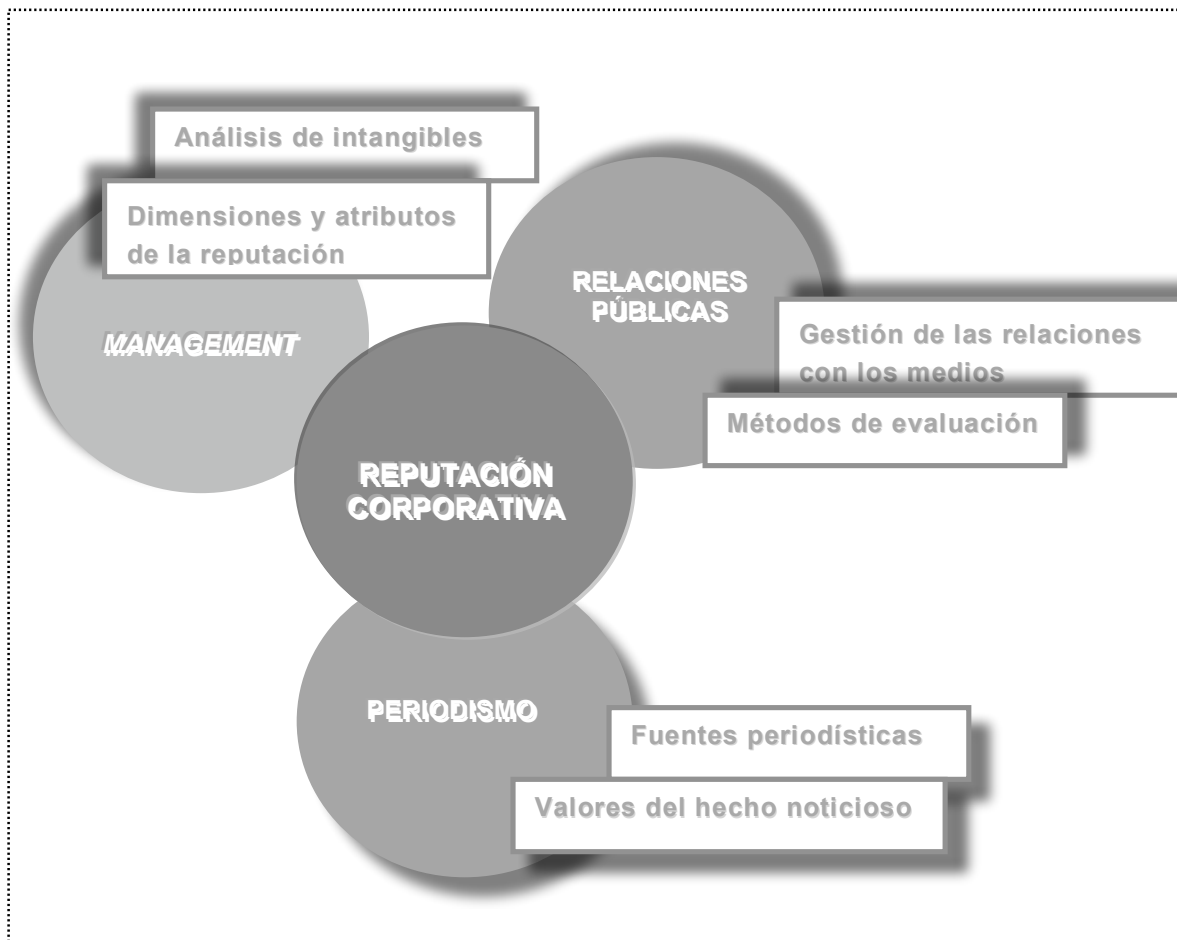 Análisis de intangibles
Dimensiones y atributos
de la reputación
MANAGEMENT
RELACIONES
PÚBLICAS
Gestión de las relaciones
con los medios
Métodos de evaluación
REPUTACIÓN
CORPORATIVA
PERIODISMO
Fuentes periodísticas
Valores del hecho noticioso